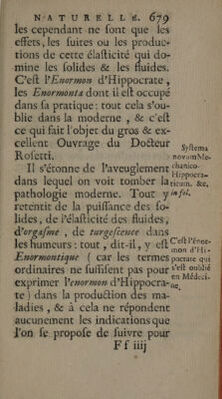 NATURELLE. 679
les cependant ne sont que les
effets, les suites ou les produc-
tions de cette élasticité qui do-
mine les solides & les fluides.
C'est l'Enormon d'Hippocrate,
les Enormonta dont il est occupé
dans sa pratique : tout cela s'ou-
blie dans la moderne, & c'est
ce qui fait l'objet du gros & ex-
cellent Ouvrage du Docteur
Rosetti.
Il s'étonne de l'aveuglement
dans lequel on voit tomber la
pathologie moderne. Tout y
retentit de la puissance des so-
lides, de l'élasticité des fluides,
d'orgasme, de turgescence dans
les humeurs : tout, dit-il, y est
Enormontique ( car les termes
ordinaires ne suffisent pas pour
exprimer l'enormon d'Hippocra-
te ) dans la production des ma-
ladies, & à cela ne répondent
aucunement les indications que
l'on se propose de suivre pour
Ff iiij
Systema
novum Me-
chanico-
Hippocra-
ticum, &c.
in fol.
C'est l'énor-
mon d'Hi-
pocrate qui
s'est oublié
en Médeci-
ne.